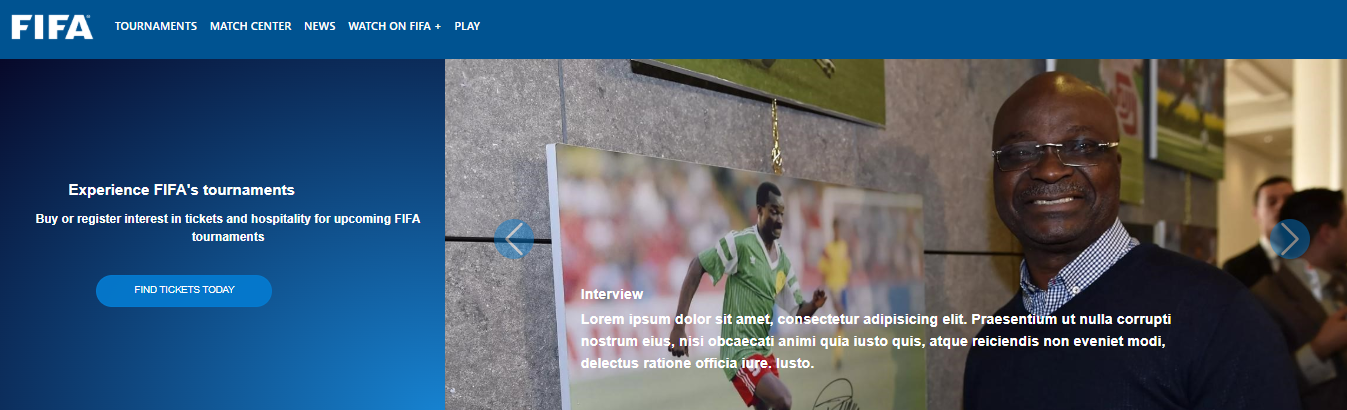 FIFA
TOURNAMENTS MATCH CENTER NEWS WATCH ON FIFA + PLAY
Experience FIFA's tournaments
Buy or register interest in tickets and hospitality for upcoming FIFA
tournaments
FIND TICKETS TODAY
Interview
Lorem ipsum dolor sit amet, consectetur adipisicing elit. Praesentium ut nulla corrupti
nostrum eius, nisi obcaecati animi quia iusto quis, atque reiciendis non eveniet modi,
delectus ratione officia iure. Iusto.